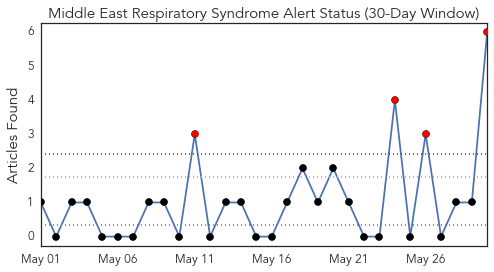 Middle East Respiratory Syndrome Alert Status (30-Day Window)
Articles Found
6
5
4
3
2
1
0
May 01 May 06 May 11 May 16 May 21 May 26